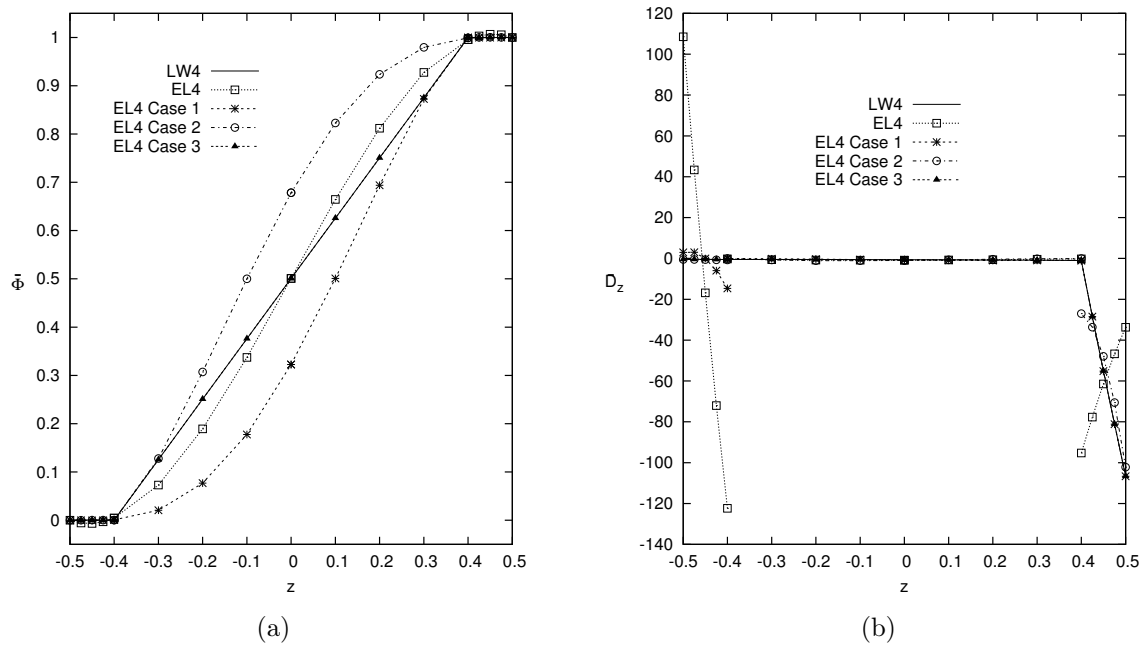 1
0.9
0.8
0.7
0.6
0.5
0.4
0.3
0.2
0.1
0
Φ̄
LW4
EL4
EL4 Case 1
EL4 Case 2
EL4 Case 3
-0.5 -0.4 -0.3 -0.2 -0.1 0 0.1 0.2 0.3 0.4 0.5
z
(a)
120
100
80
60
40
20
0
-20
-40
-60
-80
-100
-120
-140
D̄z
LW4
EL4
EL4 Case 1
EL4 Case 2
EL4 Case 3
-0.5 -0.4 -0.3 -0.2 -0.1 0 0.1 0.2 0.3 0.4 0.5
z
(b)